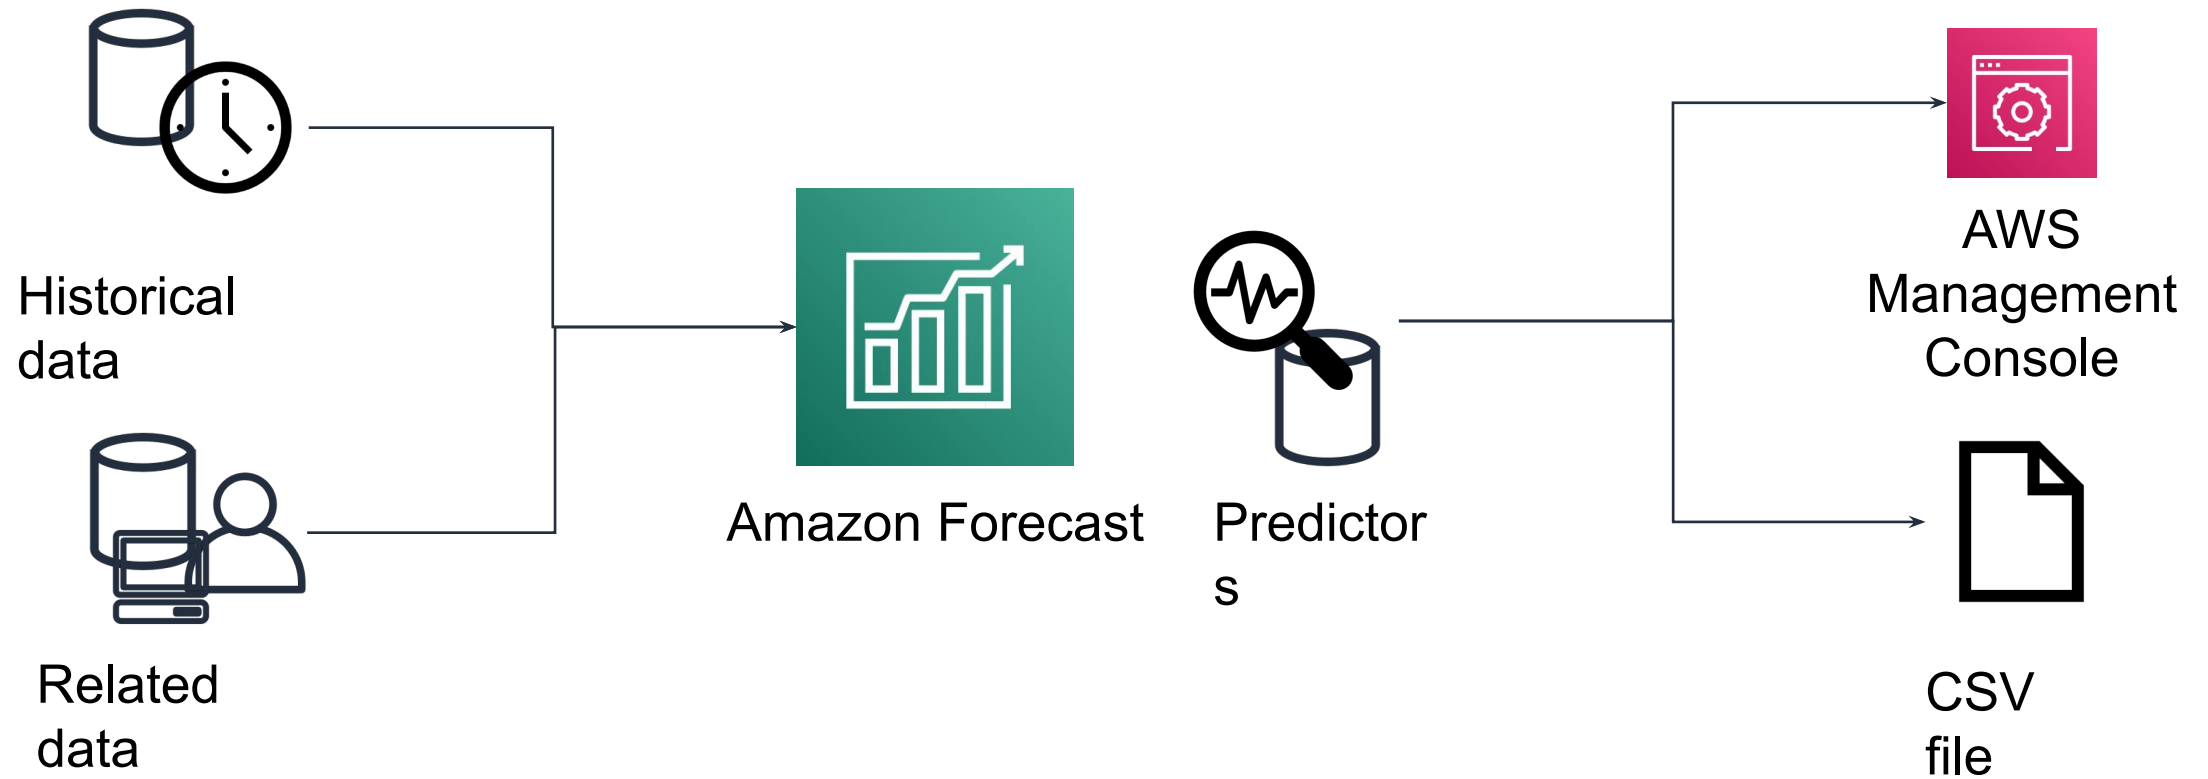 Historical
data
Related
data
Amazon Forecast
Predictor
s
AWS
Management
Console
CSV
file